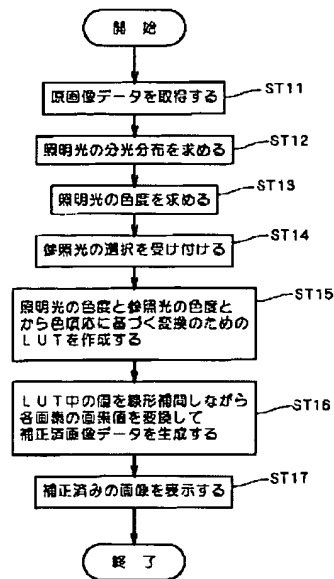 開 始
原画像データを取得する
ST11
照明光の分光分布を求める
ST12
照明光の色度を求める
ST13
参照光の選択を受け付ける
ST14
照明光の色度と参照光の色度と
から色順応に基づく変換のための
LUTを作成する
ST15
LUT中の値を線形補間しながら
各画素の画素値を変換して
補正済画像データを生成する
ST16
補正済みの画像を表示する
ST17
終 了